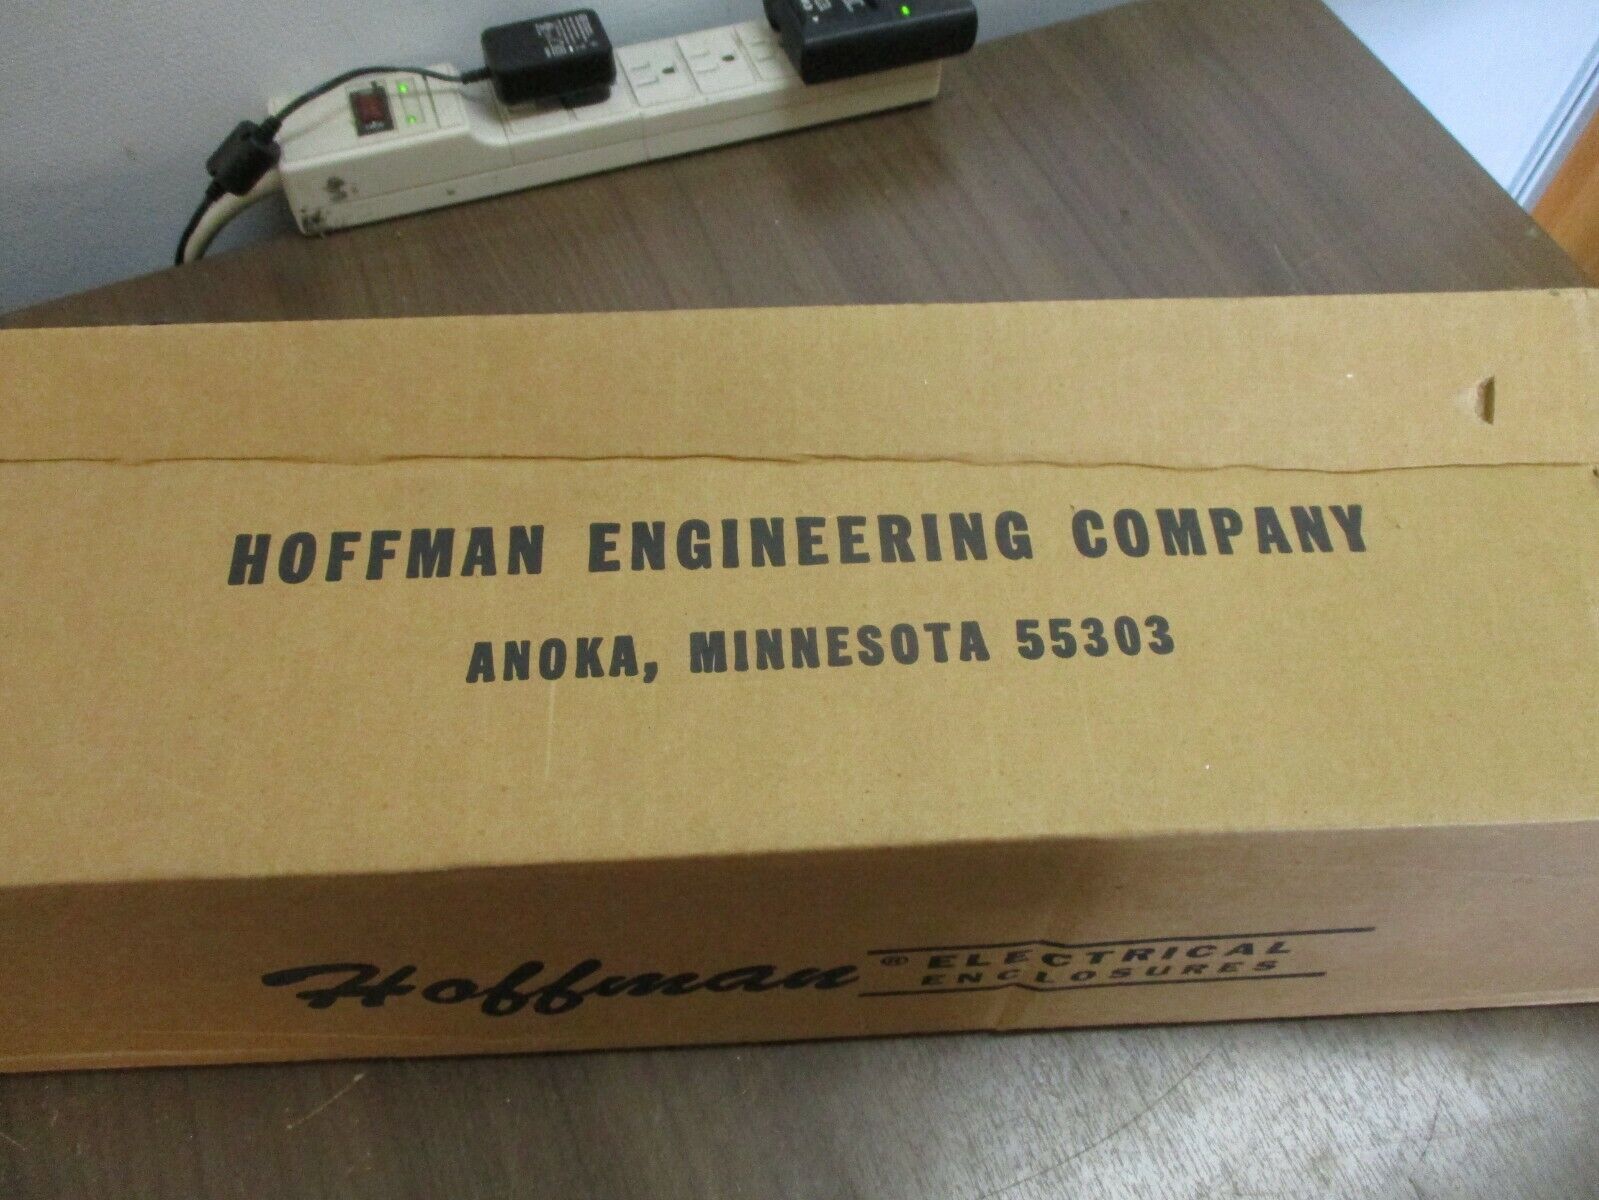 HOFFMAN ENGINEERING COMPANY
ANOKA, MINNESOTA 55303
Hoffman® ELECTRICAL
ENCLOSURES